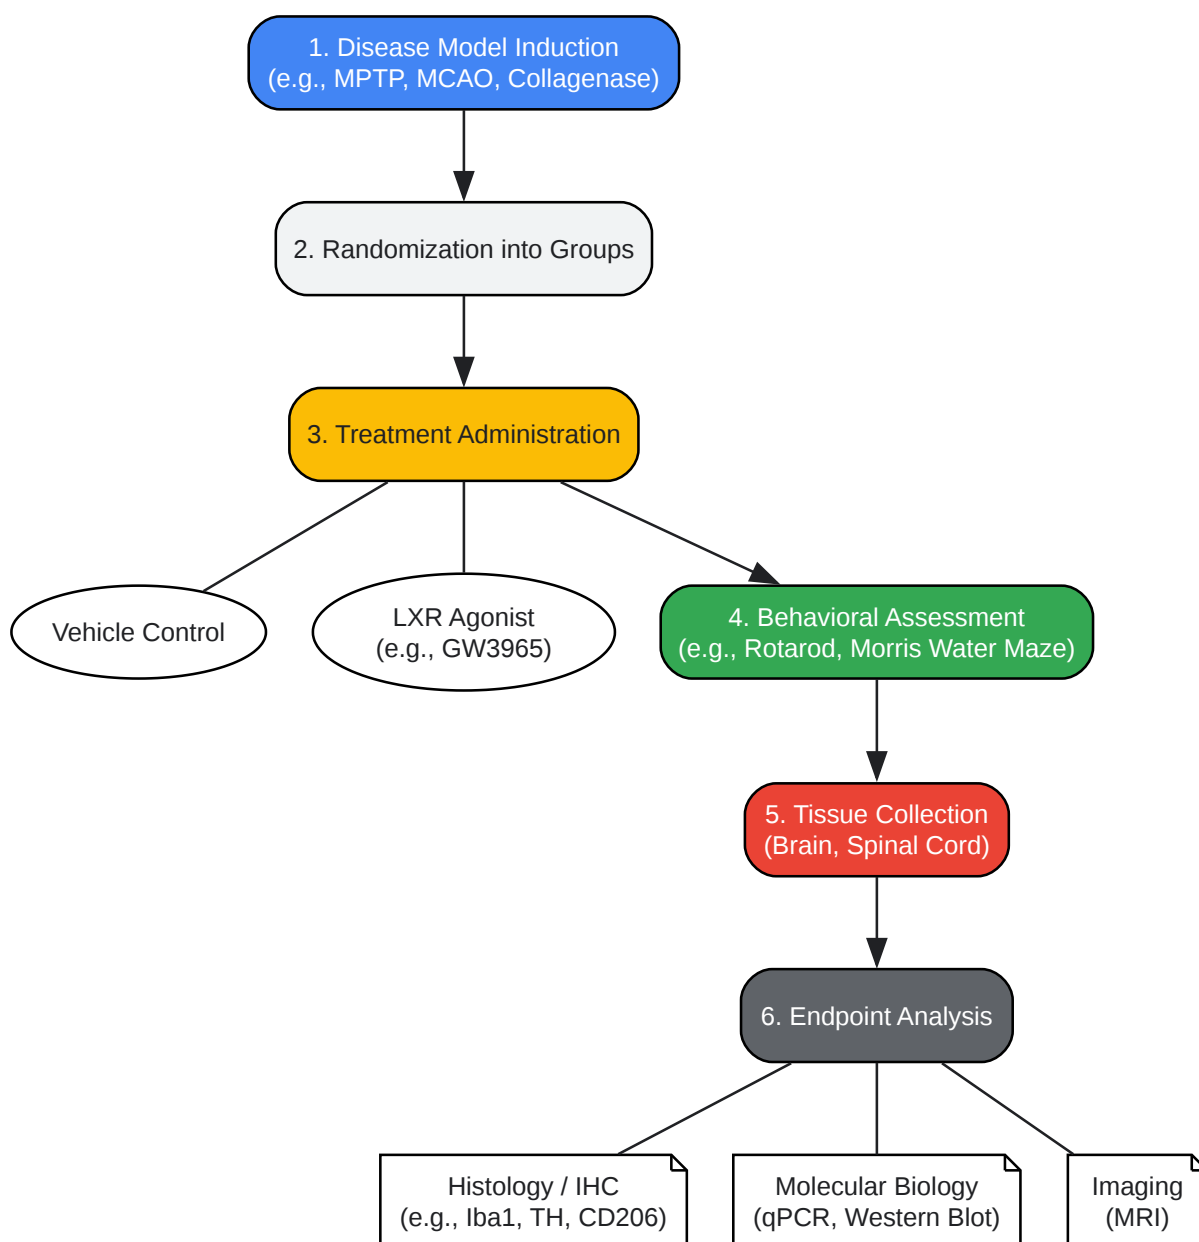 1. Disease Model Induction
(e.g., MPTP, MCAO, Collagenase)
2. Randomization into Groups
3. Treatment Administration
Vehicle Control
LXR Agonist
(e.g., GW3965)
4. Behavioral Assessment
(e.g., Rotarod, Morris Water Maze)
5. Tissue Collection
(Brain, Spinal Cord)
6. Endpoint Analysis
Histology / IHC
(e.g., Iba1, TH, CD206)
Molecular Biology
(qPCR, Western Blot)
Imaging
(MRI)